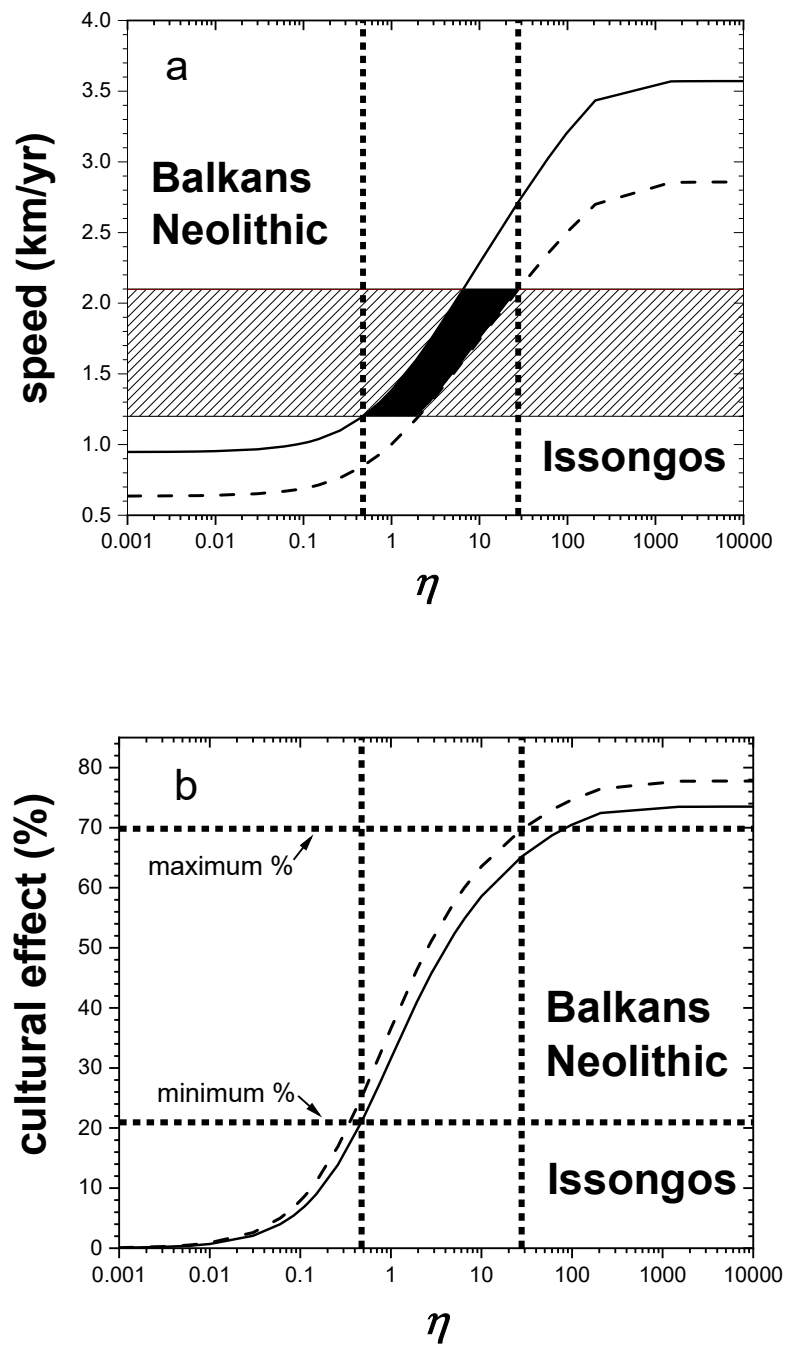 a
4.0
3.5
3.0
2.5
2.0
1.5
1.0
0.5
speed (km/yr)
Balkans
Neolithic
Issongos
0.001 0.01 0.1 1 10 100 1000 10000
η
b
80
70
60
50
40
30
20
10
0
cultural effect (%)
maximum %
Balkans
Neolithic
minimum %
Issongos
0.001 0.01 0.1 1 10 100 1000 10000
η